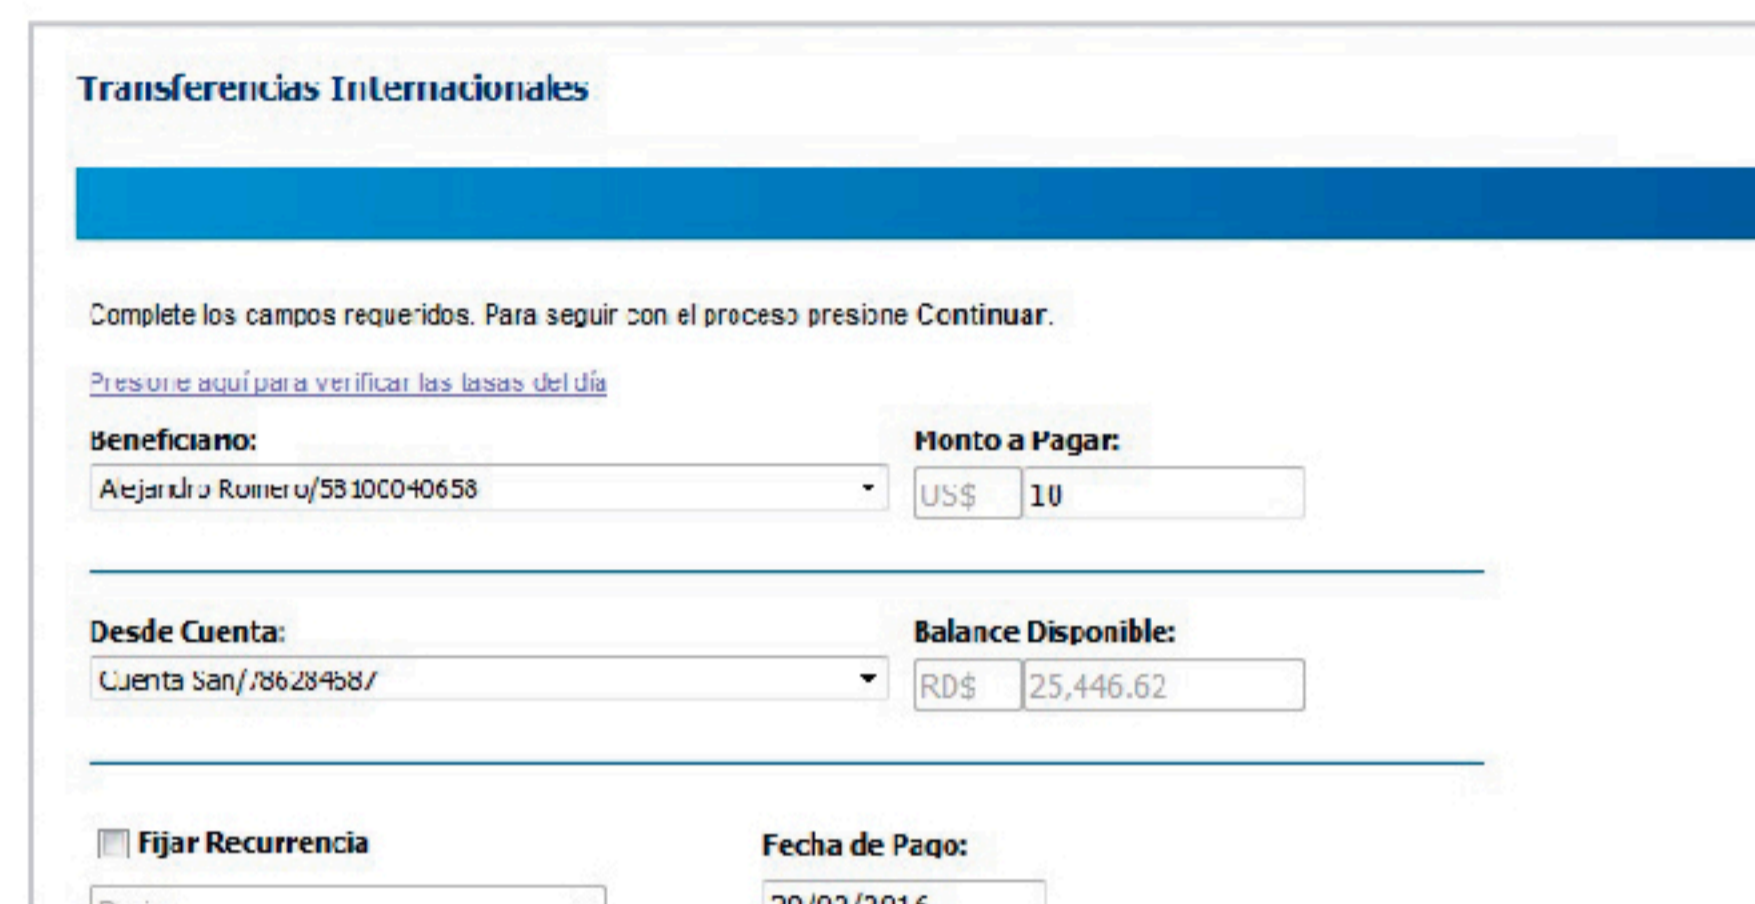 Transferencias Internacionales
Complete los campos requeridos. Para seguir con el proceso presione Continuar.
Presione aquí para verificar las tasas del día
Beneficiario: Monto a Pagar:
Alejandro Romero/58100040658 US$ 10
Desde Cuenta: Balance Disponible:
Cuenta San/786284687 RD$ 25,446.62
Fijar Recurrencia Fecha de Pago: